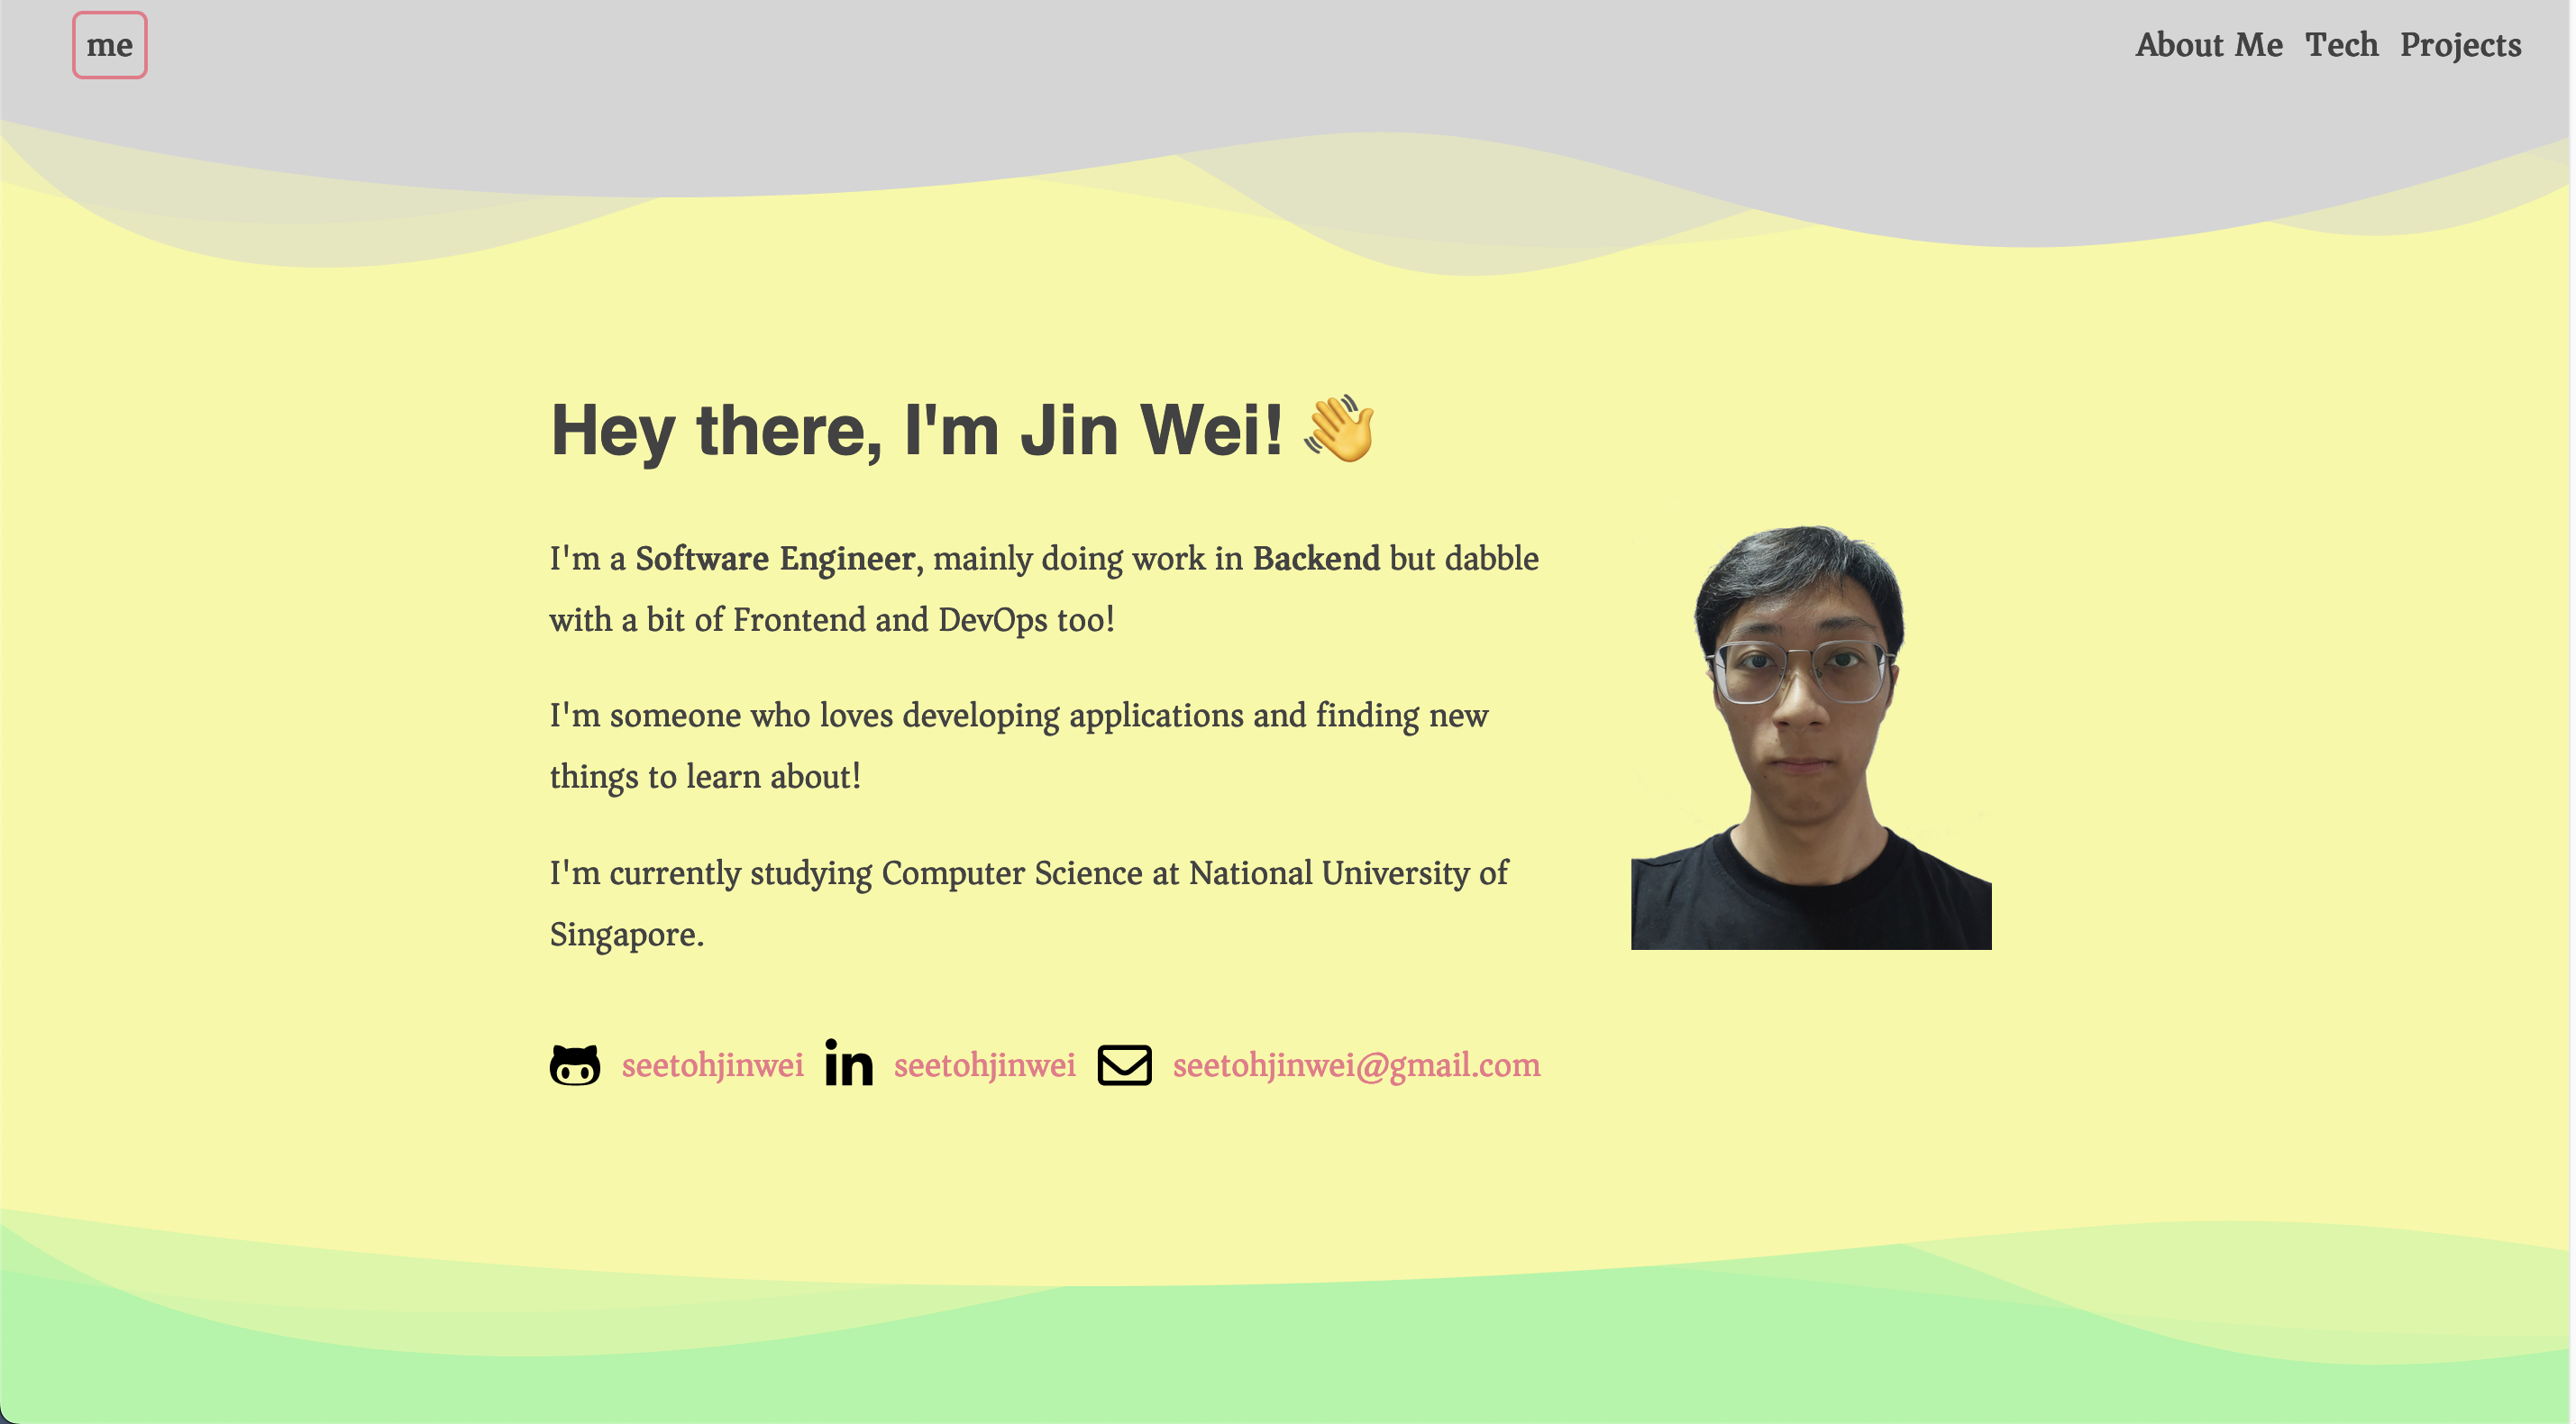 me
About Me Tech Projects
Hey there, I'm Jin Wei! 👋
I'm a Software Engineer, mainly doing work in Backend but dabble
with a bit of Frontend and DevOps too!
I'm someone who loves developing applications and finding new
things to learn about!
I'm currently studying Computer Science at National University of
Singapore.
seetohjinwei in seetohjinwei seetohjinwei@gmail.com